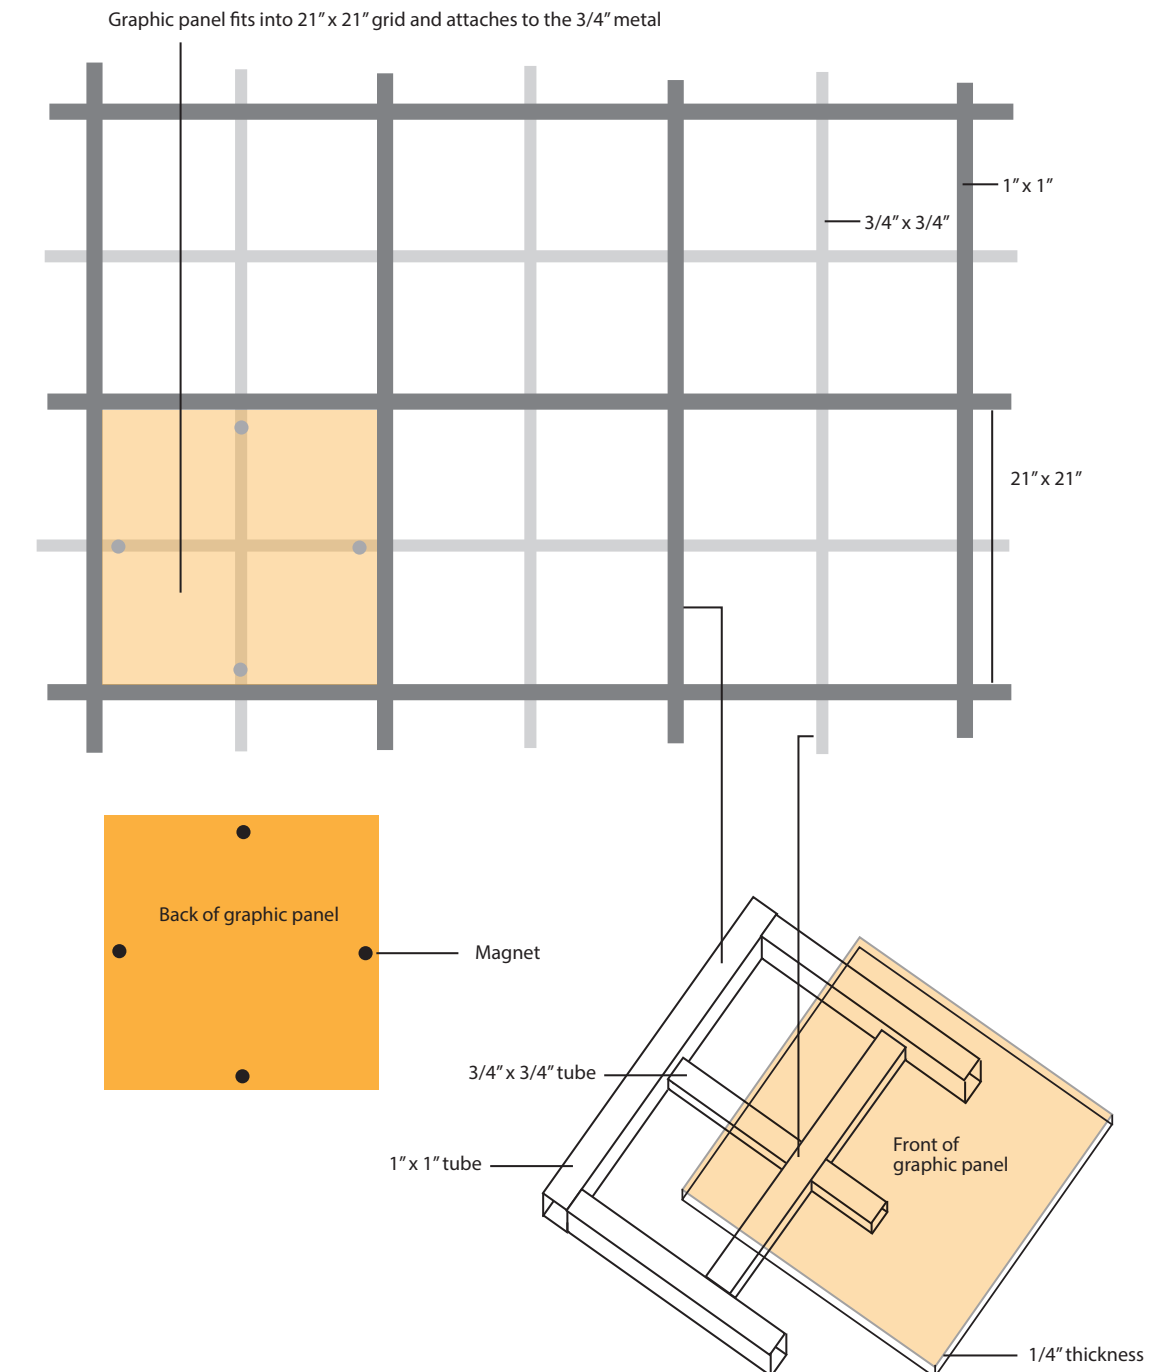 Graphic panel fits into 21” x 21” grid and attaches to the 3/4” metal
1” x 1”
3/4” x 3/4”
21” x 21”
Back of graphic panel
Magnet
3/4” x 3/4” tube
Front of
graphic panel
1” x 1” tube
1/4” thickness